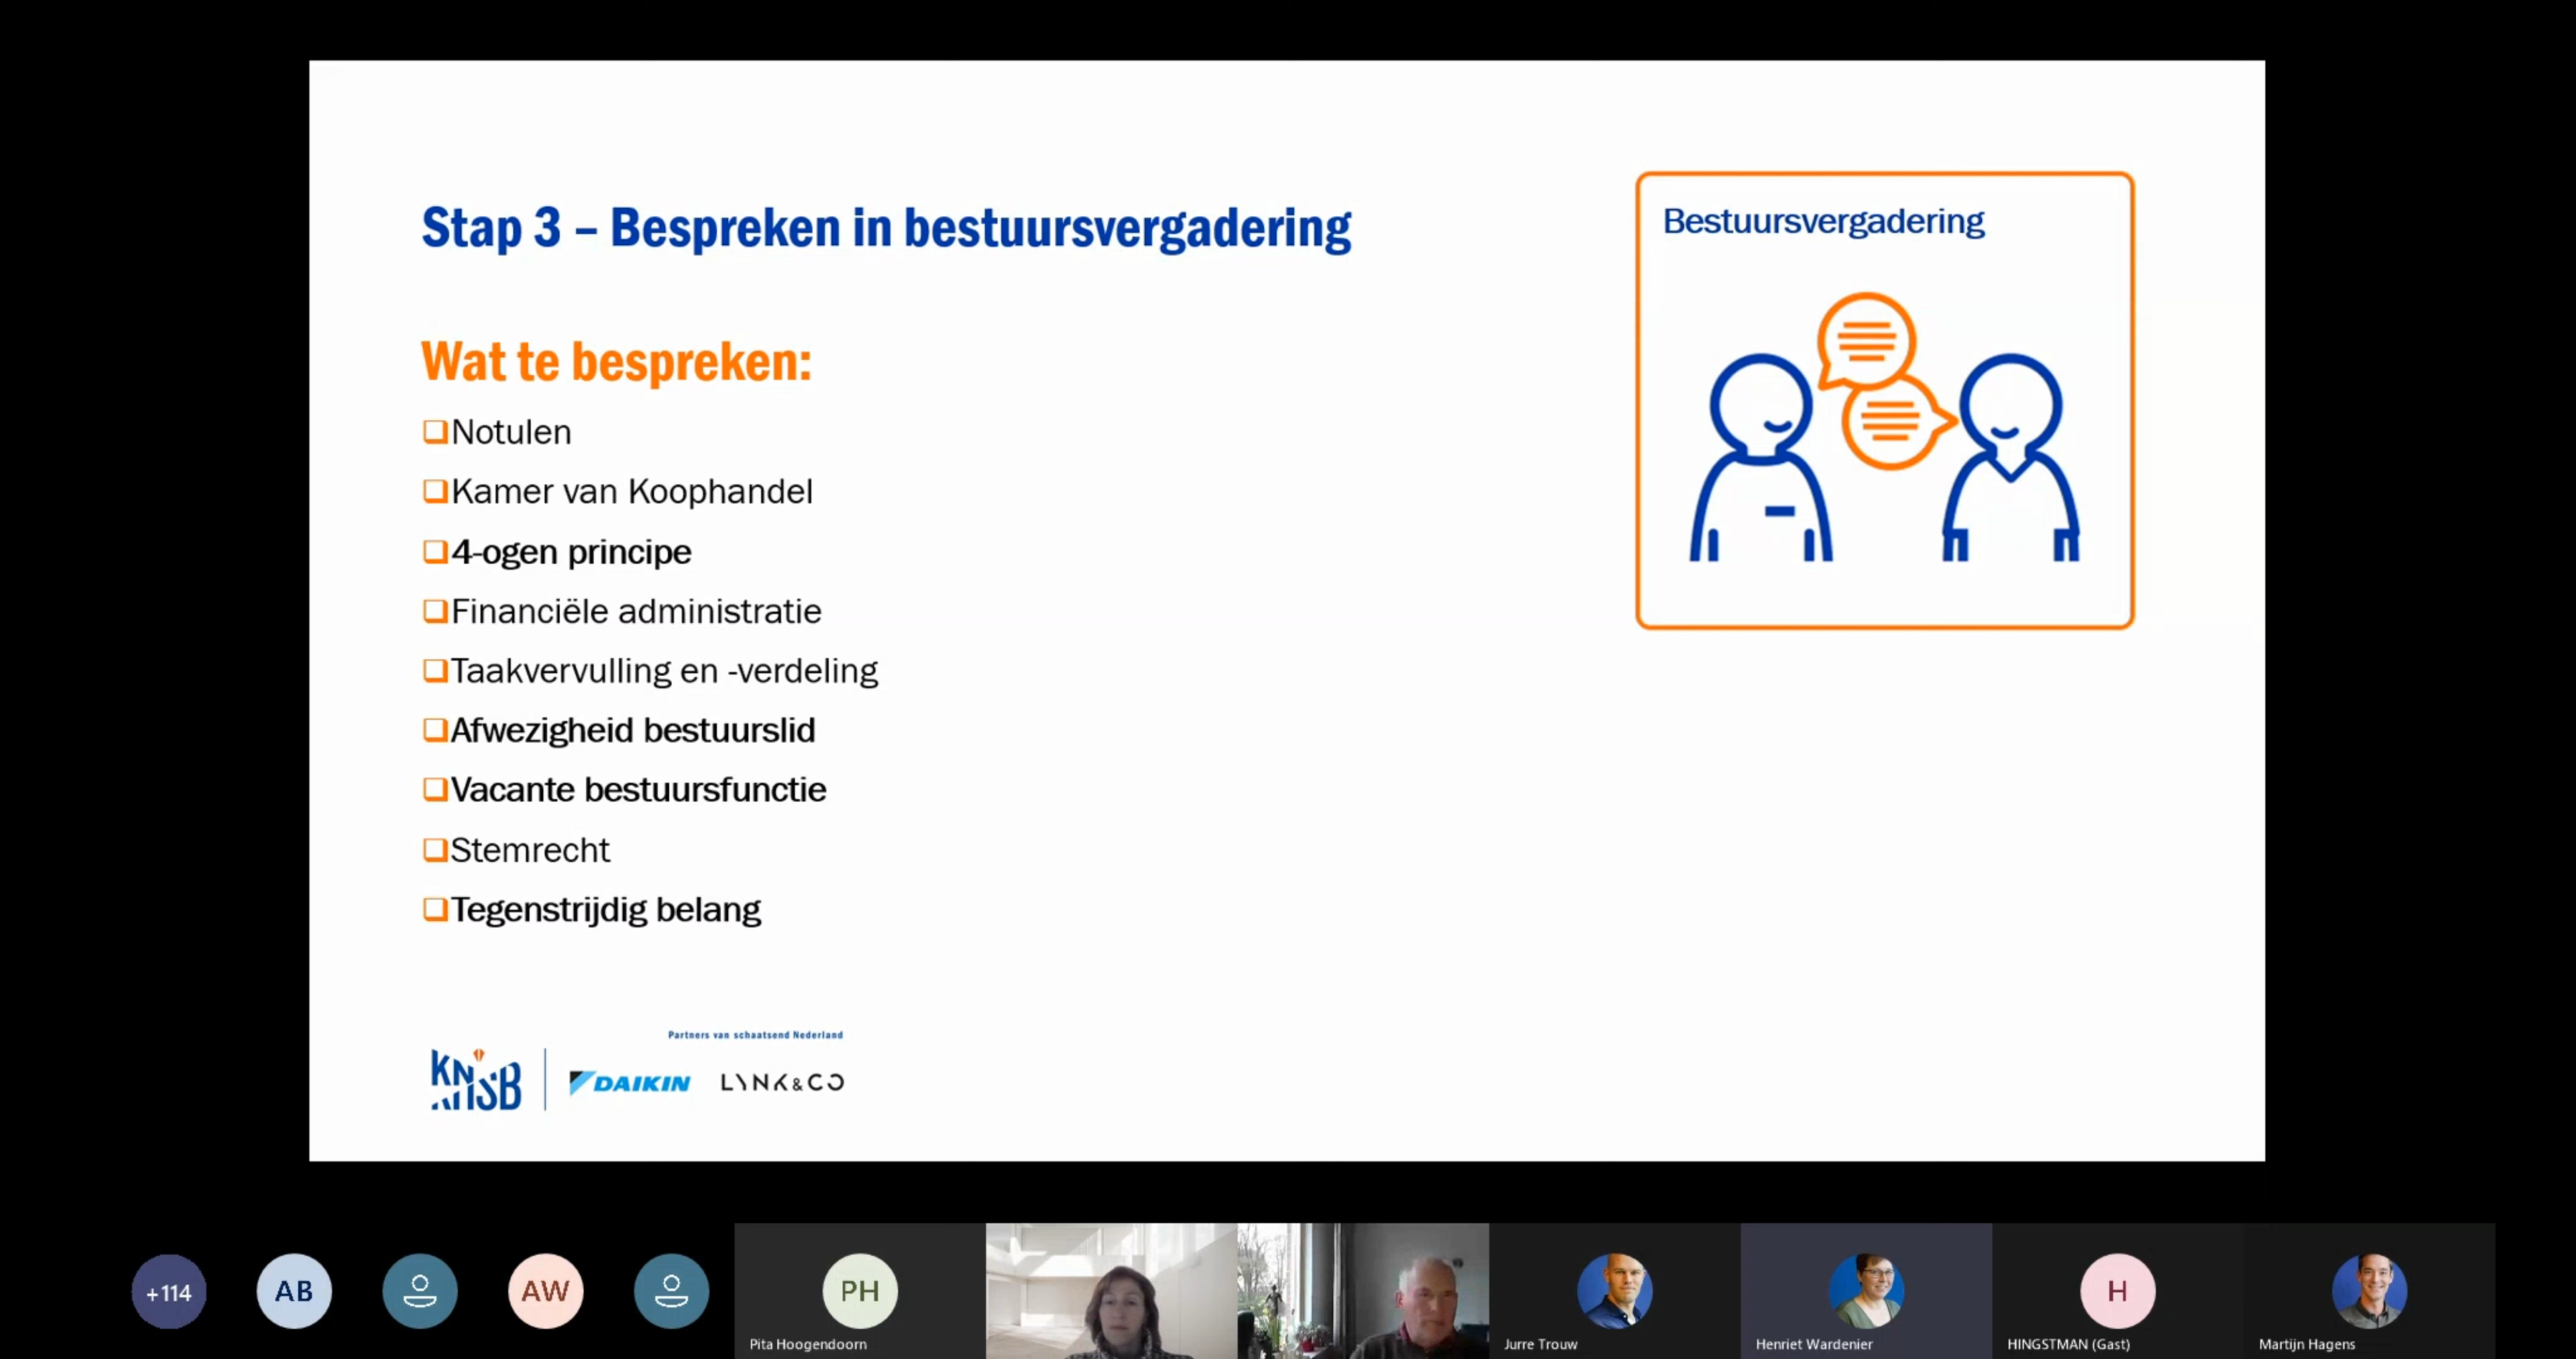 Stap 3 – Bespreken in bestuursvergadering
Bestuursvergadering
Wat te bespreken:
Notulen
Kamer van Koophandel
4-ogen principe
Financiële administratie
Taakvervulling en -verdeling
Afwezigheid bestuurslid
Vacante bestuursfunctie
Stemrecht
Tegenstrijdig belang
Partners van schaatsend Nederland
KNSB
DAIKIN
LYNK&CO
+114
AB
AW
PH
H
Pita Hoogendoorn
Jurre Trouw
Henriet Wardenier
HINGSTMAN (Gast)
Martijn Hagens